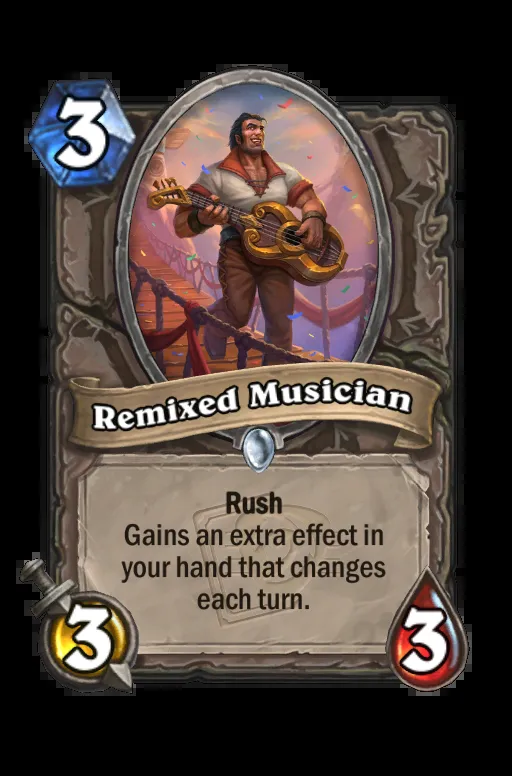 3
Remixed Musician
Rush
Gains an extra effect in
your hand that changes
each turn.
3
3